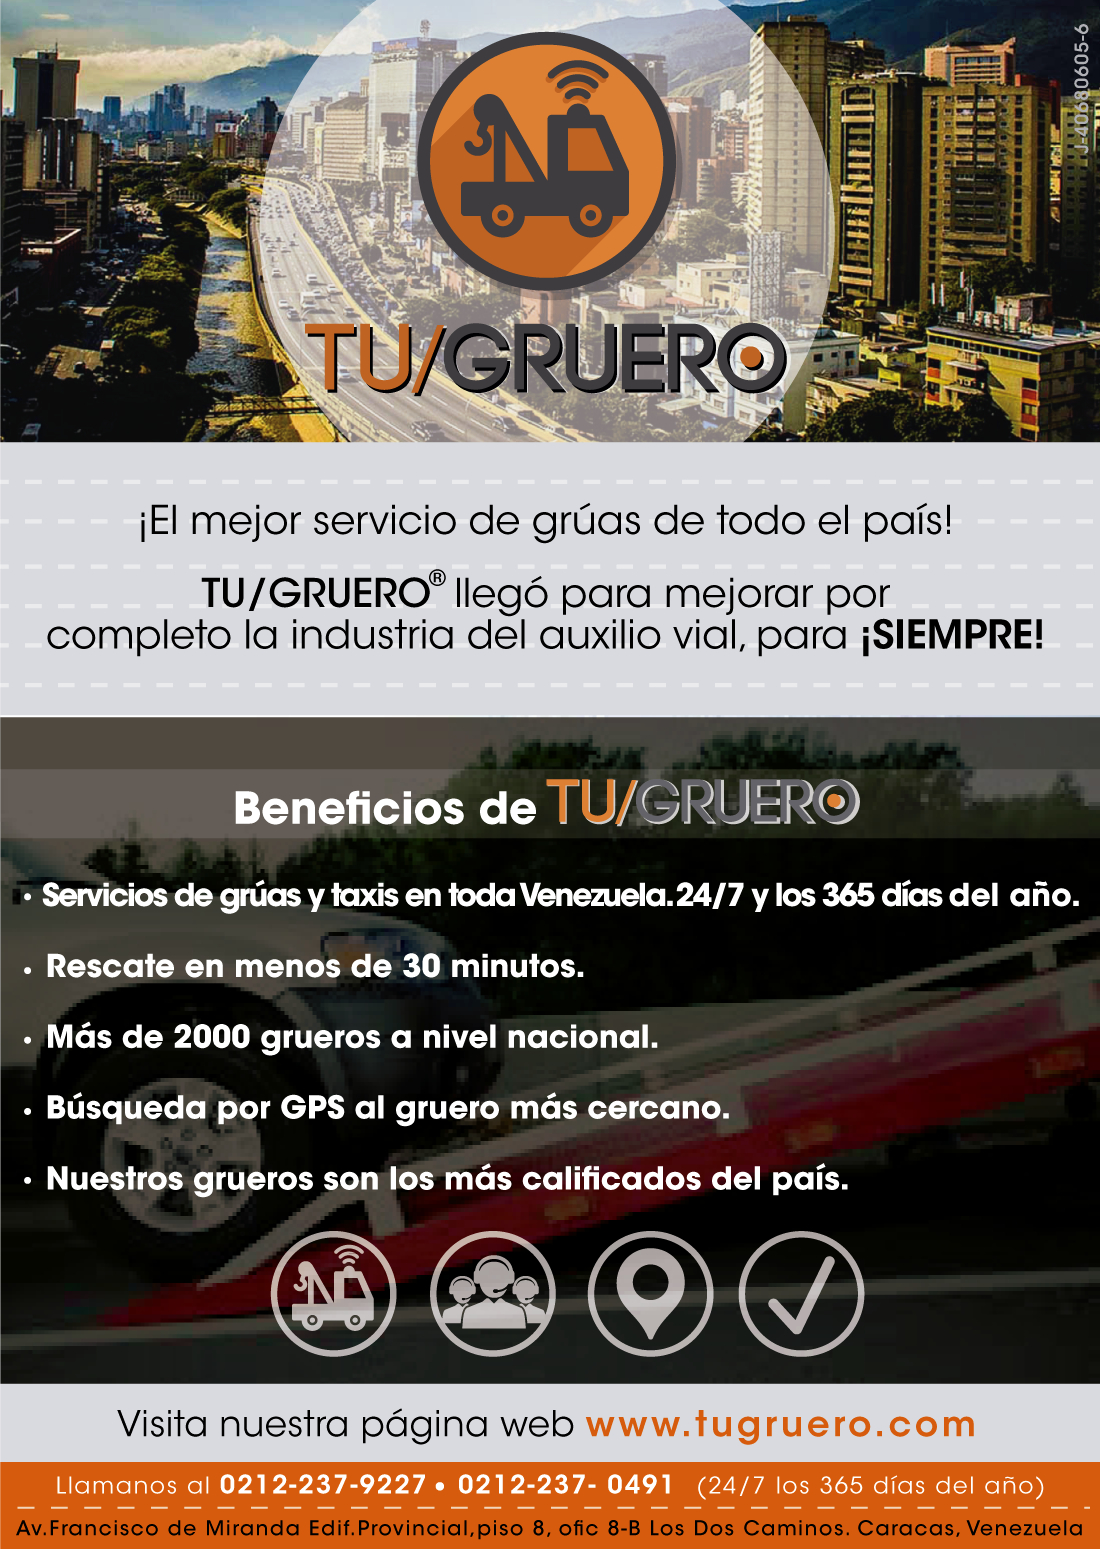 J-40680605-6
TU/GRUERO
¡El mejor servicio de grúas de todo el país!
TU/GRUERO® llegó para mejorar por
completo la industria del auxilio vial, para ¡SIEMPRE!
Beneficios de TU/GRUERO
• Servicios de grúas y taxis en toda Venezuela. 24/7 y los 365 días del año.
• Rescate en menos de 30 minutos.
• Más de 2000 grueros a nivel nacional.
• Búsqueda por GPS al gruero más cercano.
• Nuestros grueros son los más calificados del país.
Visita nuestra página web www.tugruero.com
Llamanos al 0212-237-9227 • 0212-237- 0491 (24/7 los 365 días del año)
Av.Francisco de Miranda Edif.Provincial,piso 8, ofic 8-B Los Dos Caminos. Caracas, Venezuela